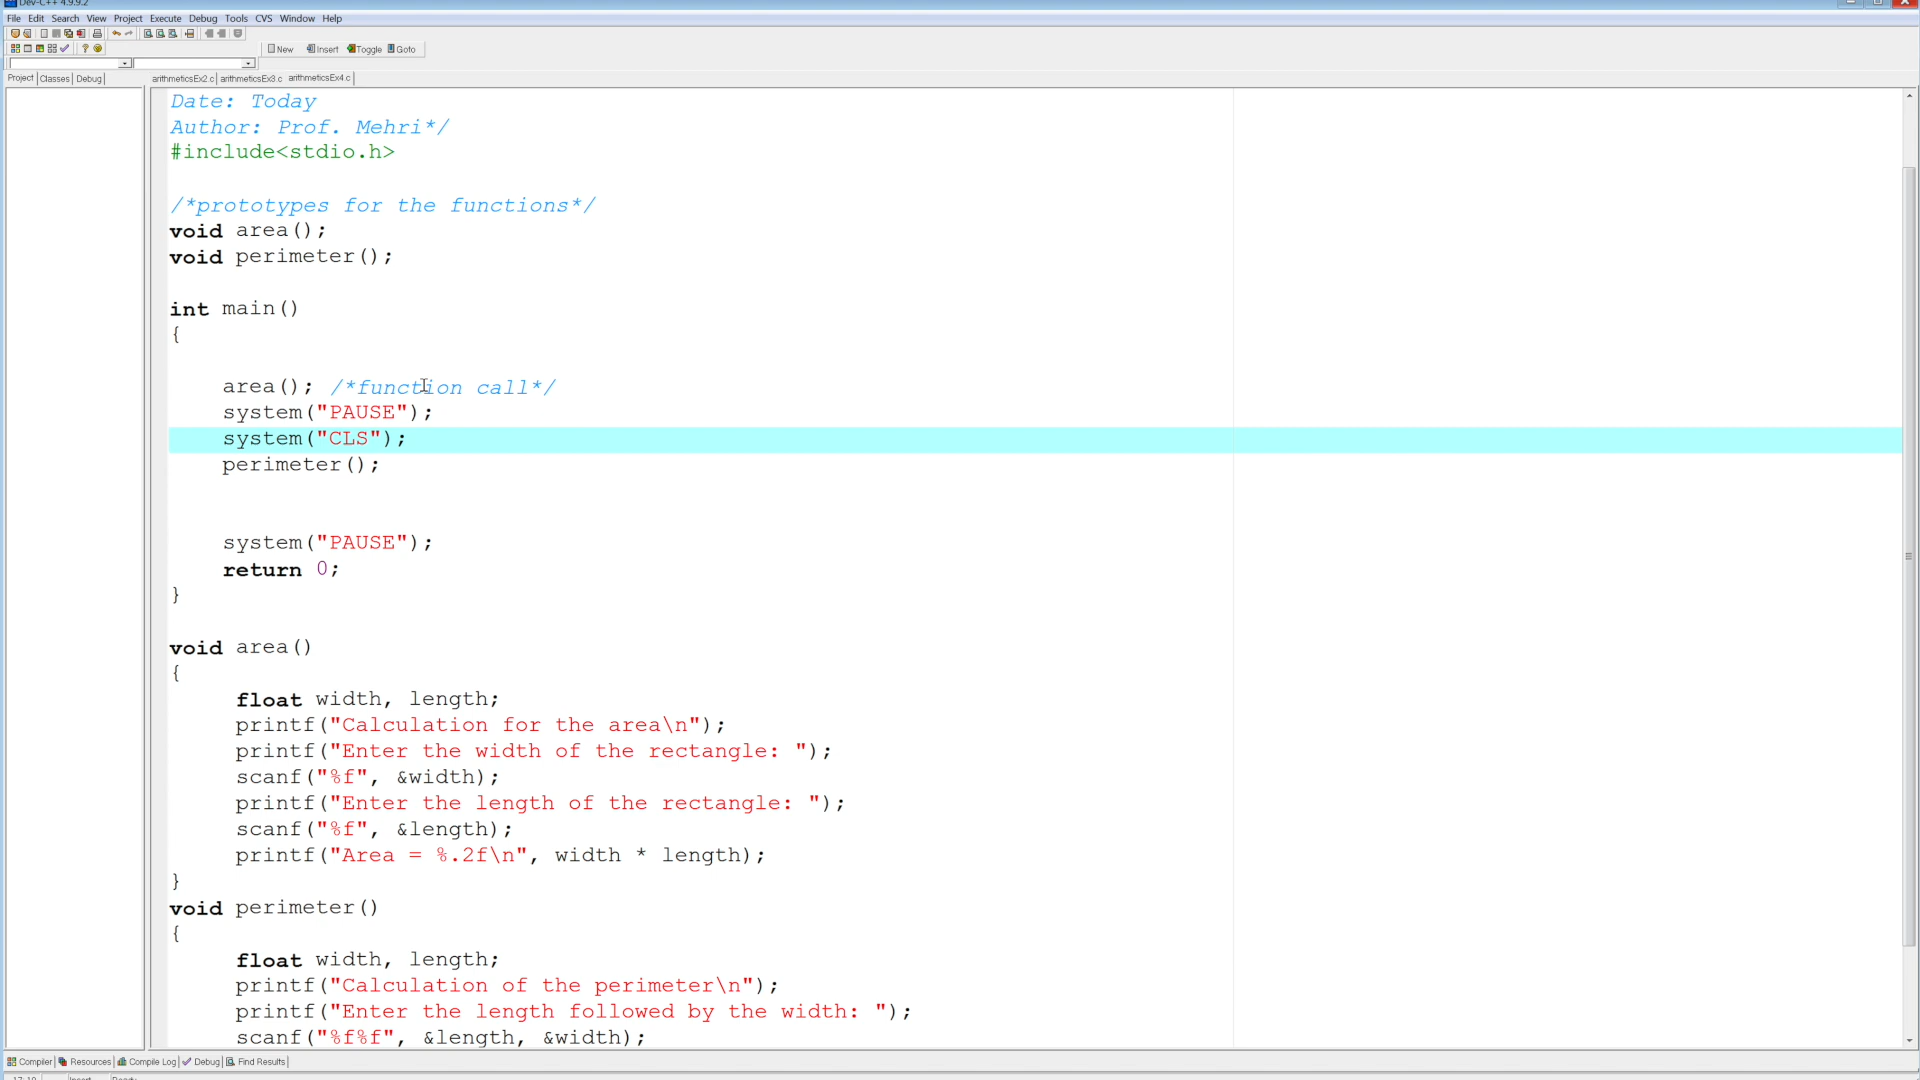 Dev-C++ 4.9.9.2
File Edit Search View Project Execute Debug Tools CVS Window Help
New Insert Toggle Goto
Project Classes Debug arithmeticsEx2.c arithmeticsEx3.c arithmeticsEx4.c
Date: Today
Author: Prof. Mehri*/
#include<stdio.h>
/*prototypes for the functions*/
void area();
void perimeter();
int main()
{
area(); /*function call*/
system("PAUSE");
system("CLS");
perimeter();
system("PAUSE");
return 0;
}
void area()
{
float width, length;
printf("Calculation for the area\n");
printf("Enter the width of the rectangle: ");
scanf("%f", &width);
printf("Enter the length of the rectangle: ");
scanf("%f", &length);
printf("Area = %.2f\n", width * length);
}
void perimeter()
{
float width, length;
printf("Calculation of the perimeter\n");
printf("Enter the length followed by the width: ");
scanf("%f%f", &length, &width);
Compiler Resources Compile Log Debug Find Results
Insert Ready